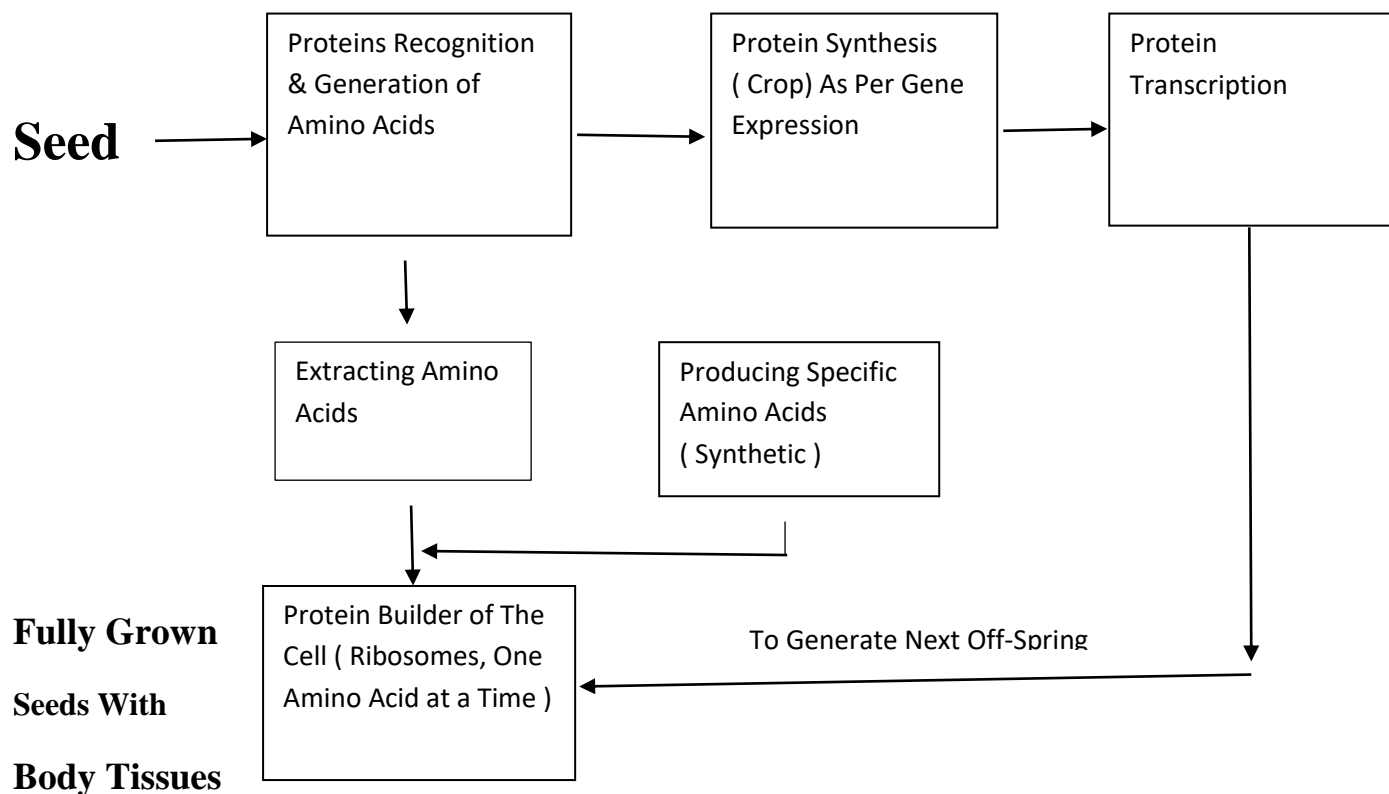 Seed
Proteins Recognition
& Generation of
Amino Acids
Protein Synthesis
( Crop) As Per Gene
Expression
Protein
Transcription
Extracting Amino
Acids
Producing Specific
Amino Acids
( Synthetic )
Fully Grown
Seeds With
Body Tissues
Protein Builder of The
Cell ( Ribosomes, One
Amino Acid at a Time )
To Generate Next Off-Spring